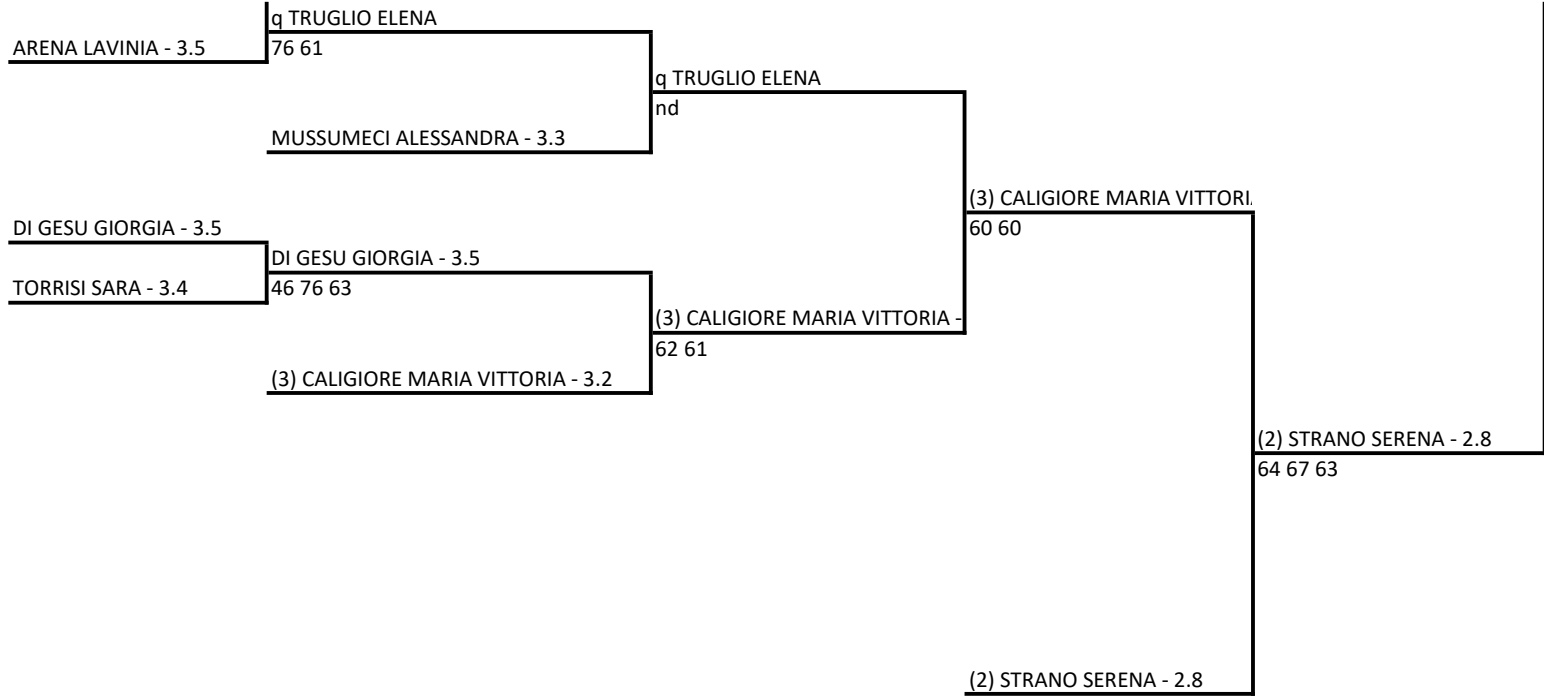 q TRUGLIO ELENA
ARENA LAVINIA - 3.5
76 61
q TRUGLIO ELENA
nd
MUSSUMECI ALESSANDRA - 3.3
(3) CALIGIORE MARIA VITTORI
60 60
DI GESU GIORGIA - 3.5
DI GESU GIORGIA - 3.5
TORRISI SARA - 3.4
46 76 63
(3) CALIGIORE MARIA VITTORIA -
62 61
(3) CALIGIORE MARIA VITTORIA - 3.2
(2) STRANO SERENA - 2.8
64 67 63
(2) STRANO SERENA - 2.8